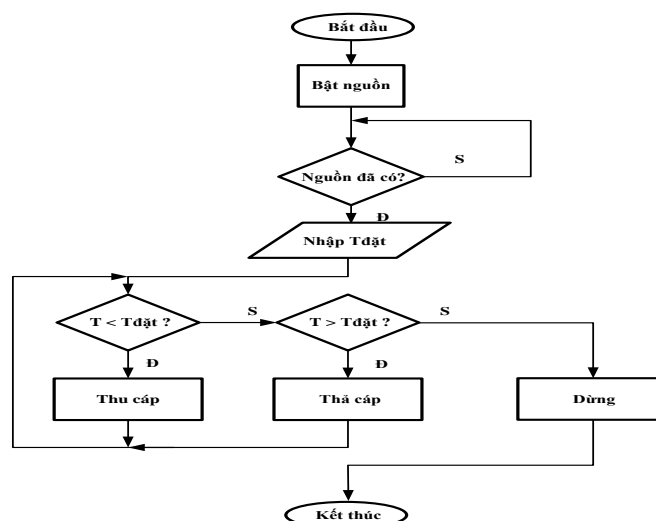 Bắt đầu
Bật nguồn
S
Nguồn đã có?
Đ
Nhập Tđặt
T < Tđặt ?
S
T > Tđặt ?
S
Đ
Đ
Thu cáp
Thả cáp
Dừng
Kết thúc